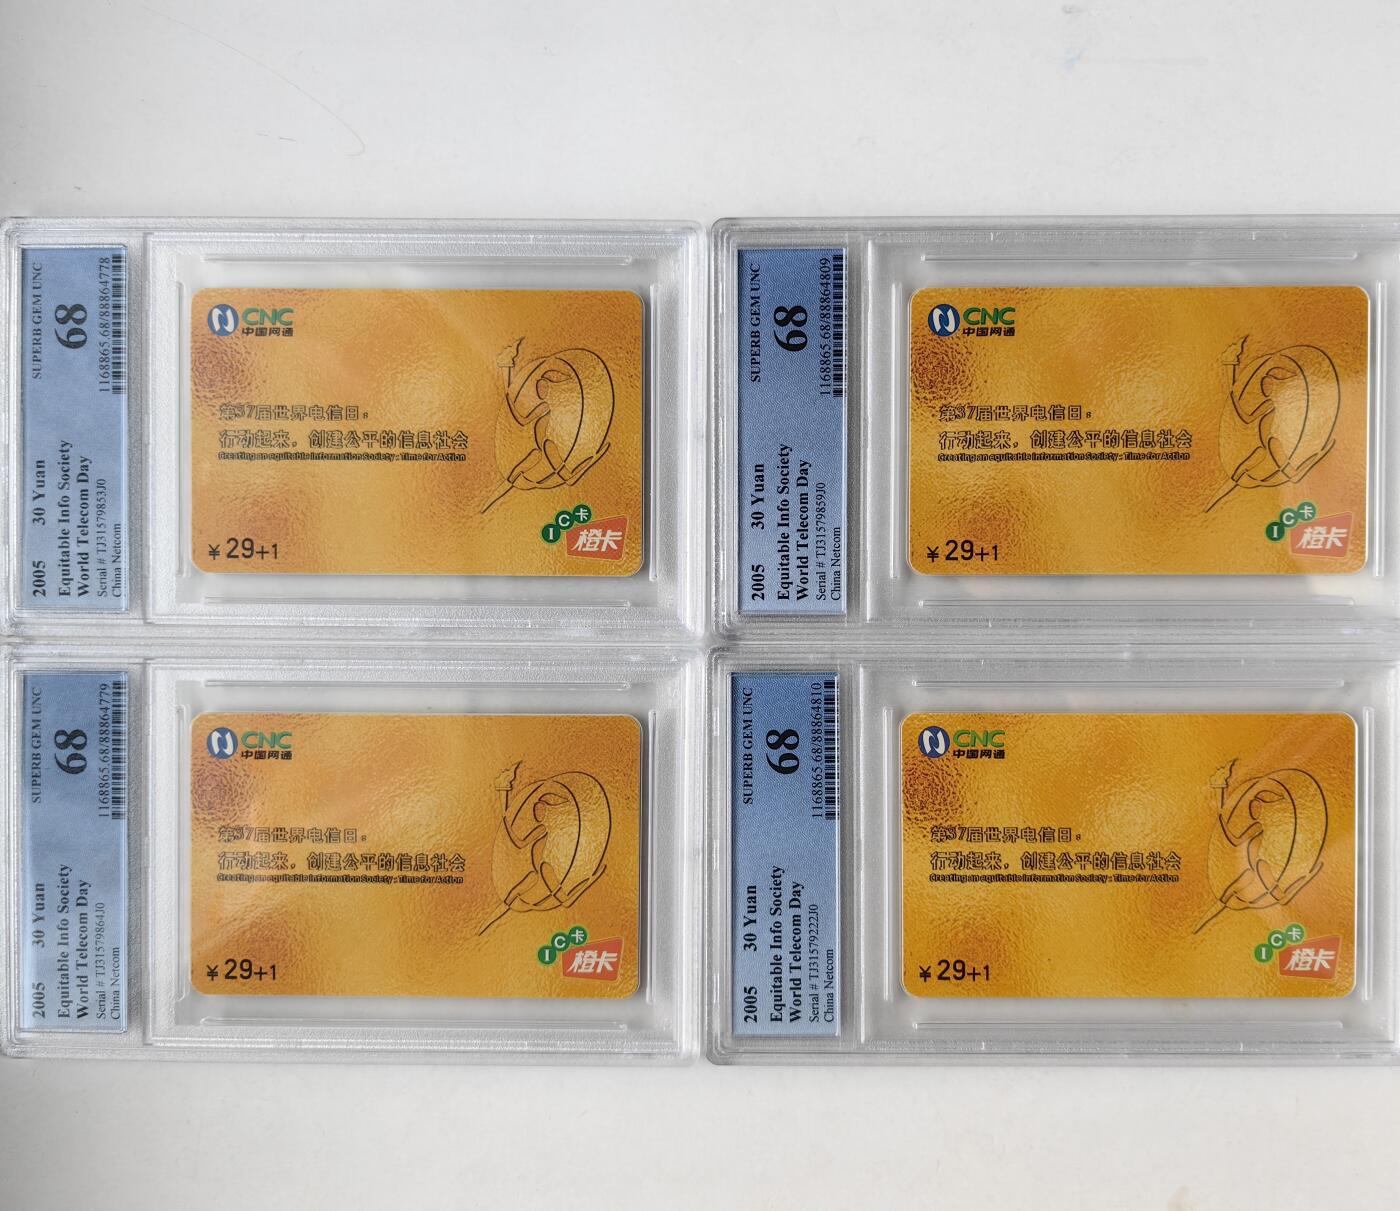 2005 30 Yuan SUPERB GEM UNC
Equitable Info Society 68
World Telecom Day
Serial # TJ31579853J0 1168865.68/88864778
China Netcom
CNC
中国网通
第37届世界电信日:
行动起来，创建公平的信息社会
Creating an equitable Information Society : Time for Action
¥29+1
IC卡
橙卡
2005 30 Yuan SUPERB GEM UNC
Equitable Info Society 68
World Telecom Day
Serial # TJ31579859J0 1168865.68/88864809
China Netcom
CNC
中国网通
第37届世界电信日:
行动起来，创建公平的信息社会
Creating an equitable Information Society : Time for Action
¥29+1
IC卡
橙卡
2005 30 Yuan SUPERB GEM UNC
Equitable Info Society 68
World Telecom Day
Serial # TJ31579864J0 1168865.68/88864779
China Netcom
CNC
中国网通
第37届世界电信日:
行动起来，创建公平的信息社会
Creating an equitable Information Society : Time for Action
¥29+1
IC卡
橙卡
2005 30 Yuan SUPERB GEM UNC
Equitable Info Society 68
World Telecom Day
Serial # TJ31579222J0 1168865.68/88864810
China Netcom
CNC
中国网通
第37届世界电信日:
行动起来，创建公平的信息社会
Creating an equitable Information Society : Time for Action
¥29+1
IC卡
橙卡